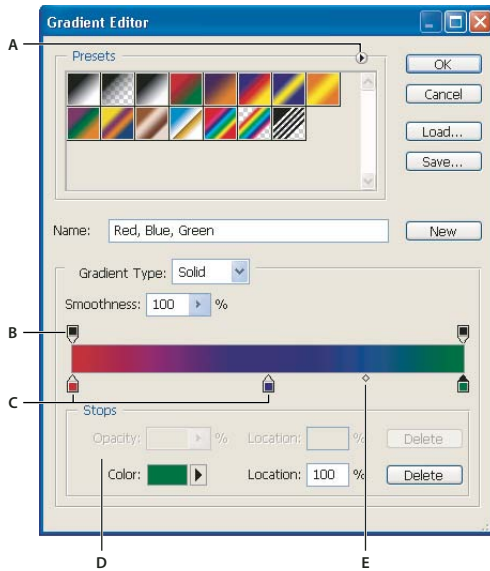 Gradient Editor
A
Presets
OK
Cancel
Load...
Save...
Name: Red, Blue, Green
New
Gradient Type: Solid
Smoothness: 100 %
B
C
Stops
Opacity: % Location: % Delete
Color: Location: 100 % Delete
D E